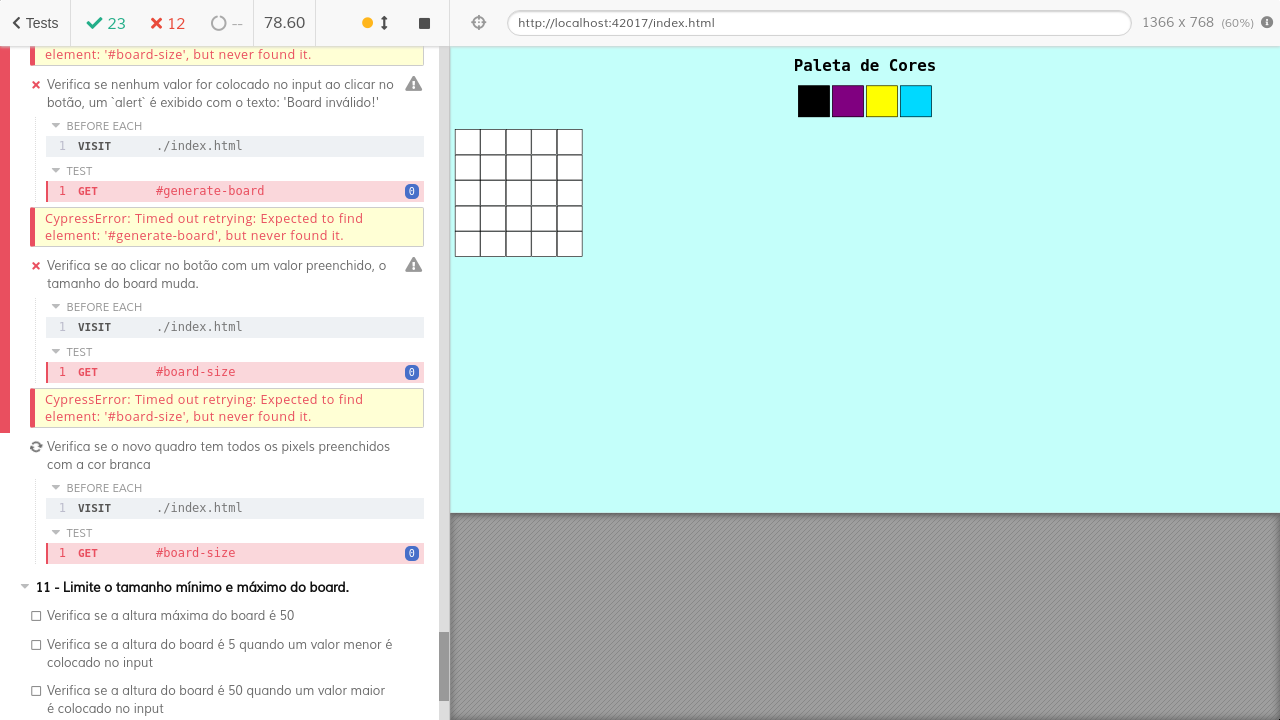 Tests 23 12 -- 78.60
http://localhost:42017/index.html 1366 x 768 (60%)
element: '#board-size', but never found it.
Verifica se nenhum valor for colocado no input ao clicar no
botão, um `alert` é exibido com o texto: 'Board inválido!'
BEFORE EACH
1 VISIT ./index.html
TEST
1 GET #generate-board 0
CypressError: Timed out retrying: Expected to find
element: '#generate-board', but never found it.
Verifica se ao clicar no botão com um valor preenchido, o
tamanho do board muda.
BEFORE EACH
1 VISIT ./index.html
TEST
1 GET #board-size 0
CypressError: Timed out retrying: Expected to find
element: '#board-size', but never found it.
Verifica se o novo quadro tem todos os pixels preenchidos
com a cor branca
BEFORE EACH
1 VISIT ./index.html
TEST
1 GET #board-size 0
11 - Limite o tamanho mínimo e máximo do board.
Verifica se a altura máxima do board é 50
Verifica se a altura do board é 5 quando um valor menor é
colocado no input
Verifica se a altura do board é 50 quando um valor maior
é colocado no input
Paleta de Cores